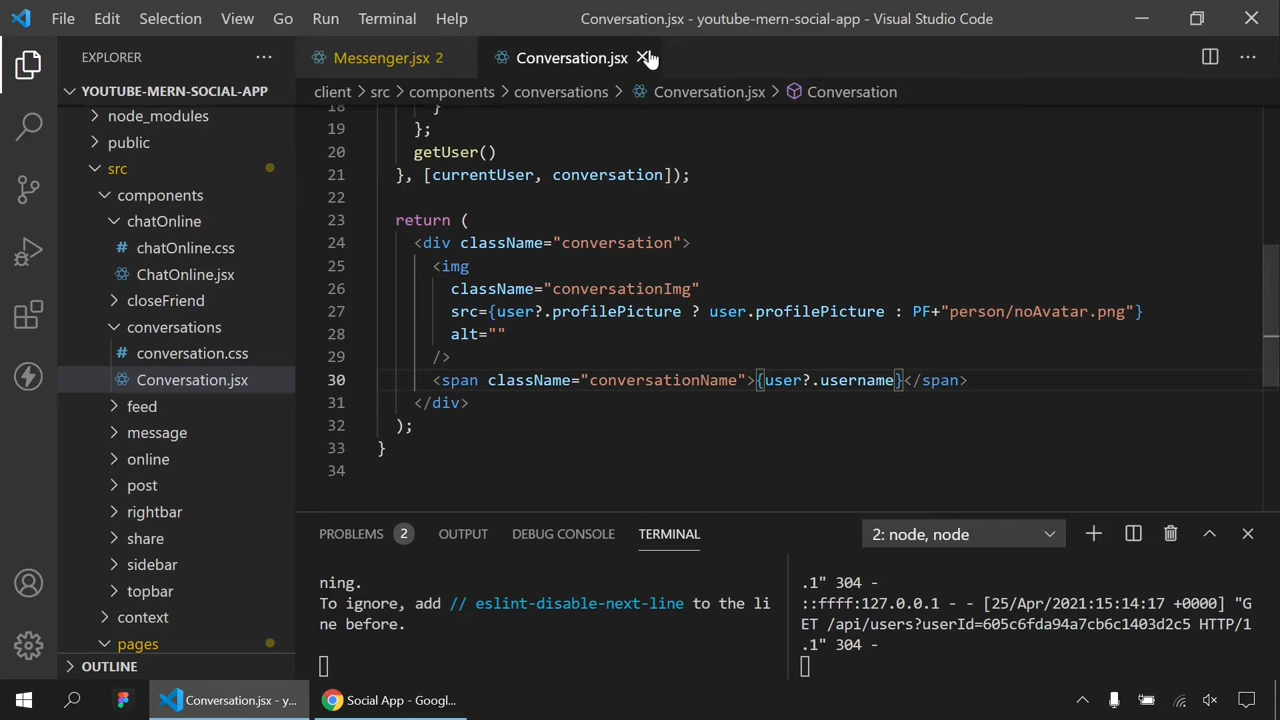 File Edit Selection View Go Run Terminal Help Conversation.jsx - youtube-mern-social-app - Visual Studio Code
EXPLORER
Messenger.jsx 2
Conversation.jsx
YOUTUBE-MERN-SOCIAL-APP
client > src > components > conversations > Conversation.jsx > Conversation
node_modules
public
src
components
chatOnline
# chatOnline.css
ChatOnline.jsx
closeFriend
conversations
# conversation.css
Conversation.jsx
feed
message
online
post
rightbar
share
sidebar
topbar
context
pages
OUTLINE
18 }
19 };
20 getUser()
21 }, [currentUser, conversation]);
22
23 return (
24 <div className="conversation">
25 <img
26 className="conversationImg"
27 src={user?.profilePicture ? user.profilePicture : PF+"person/noAvatar.png"}
28 alt=""
29 />
30 <span className="conversationName">{user?.username}</span>
31 </div>
32 );
33 }
34
PROBLEMS 2 OUTPUT DEBUG CONSOLE TERMINAL 2: node, node
ning.
To ignore, add // eslint-disable-next-line to the li
ne before.
.1" 304 -
::ffff:127.0.0.1 - - [25/Apr/2021:15:14:17 +0000] "G
ET /api/users?userId=605c6fda94a7cb6c1403d2c5 HTTP/1
.1" 304 -
Conversation.jsx - y...
Social App - Googl...